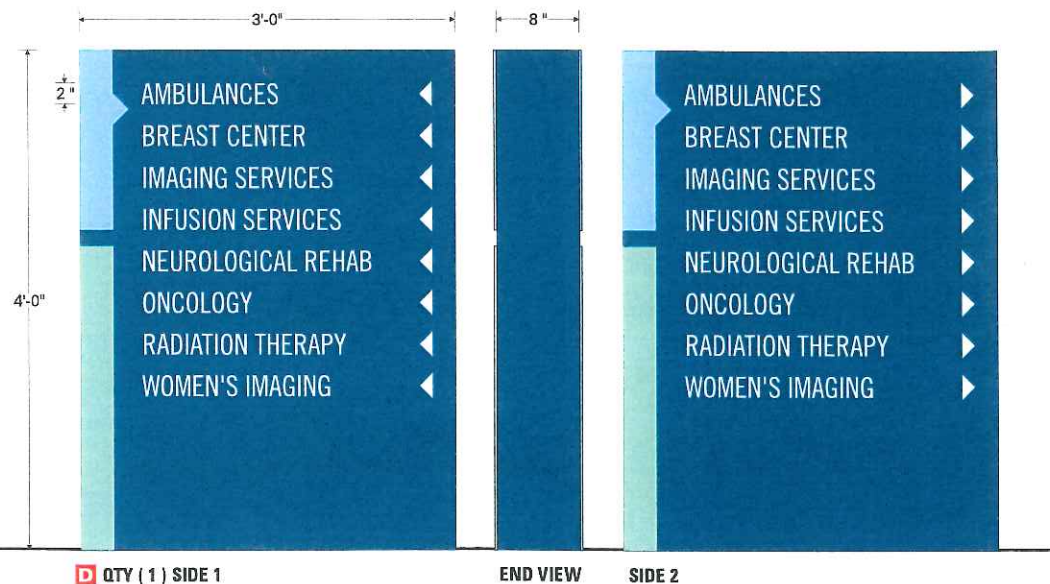 3'-0"
8 "
2 "
4'-0"
AMBULANCES
BREAST CENTER
IMAGING SERVICES
INFUSION SERVICES
NEUROLOGICAL REHAB
ONCOLOGY
RADIATION THERAPY
WOMEN'S IMAGING
AMBULANCES
BREAST CENTER
IMAGING SERVICES
INFUSION SERVICES
NEUROLOGICAL REHAB
ONCOLOGY
RADIATION THERAPY
WOMEN'S IMAGING
D QTY ( 1 ) SIDE 1
END VIEW
SIDE 2